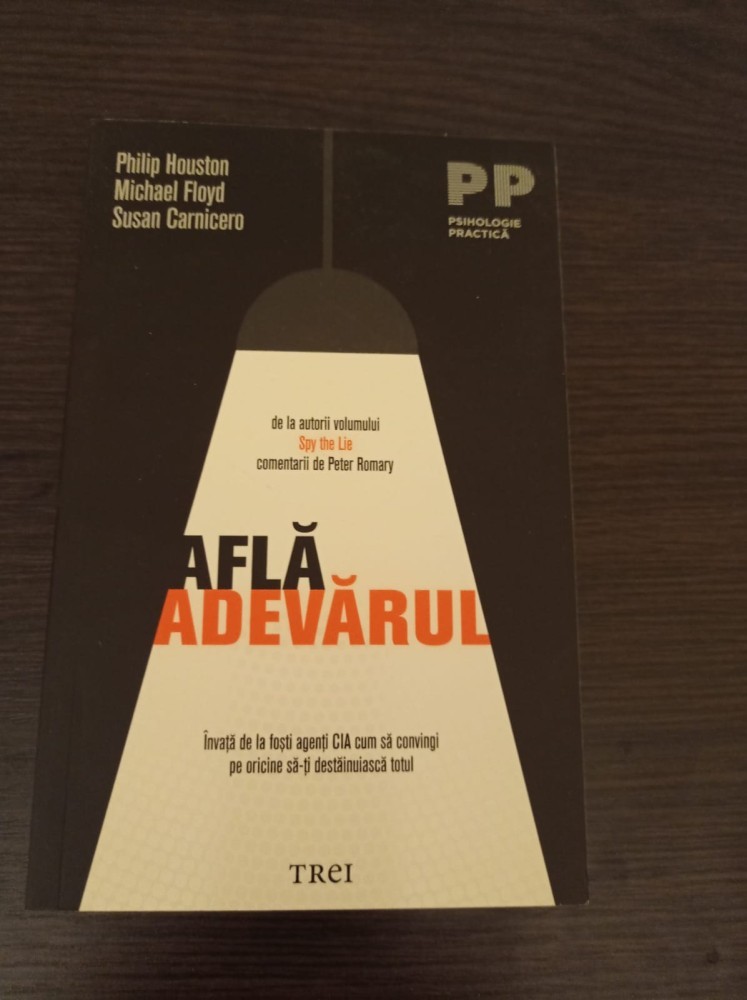 Philip Houston
Michael Floyd
Susan Carnicero
PP
PSIHOLOGIE
PRACTICĂ
de la autorii volumului
Spy the Lie
comentarii de Peter Romary
AFLĂ
ADEVĂRUL
Învață de la foști agenți CIA cum să convingi
pe oricine să-ți destăinuiască totul
TREI